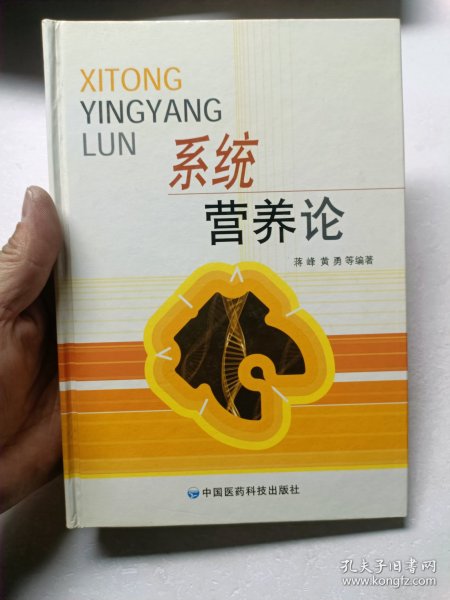 XITONG
YINGYANG
LUN
系统
营养论
蒋峰 黄勇等编著
中国医药科技出版社
孔夫子旧书网
www.kongfz.com